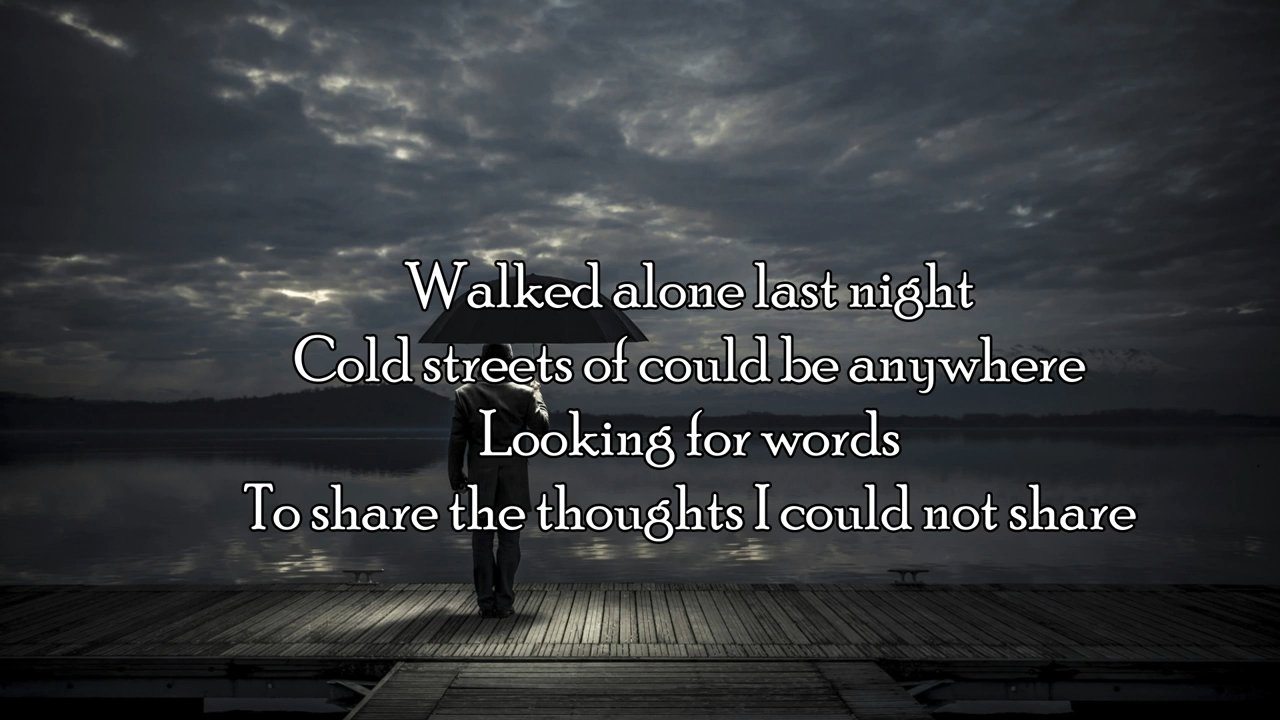 Walked alone last night
Cold streets of could be anywhere
Looking for words
To share the thoughts I could not share